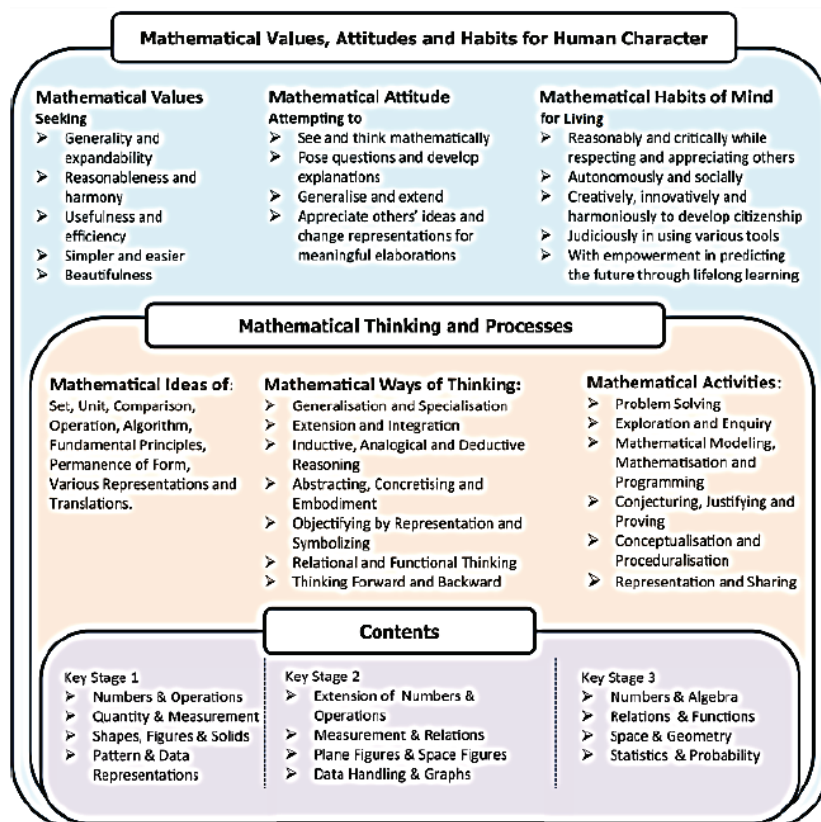 Mathematical Values, Attitudes and Habits for Human Character
Mathematical Values
Seeking
➢ Generality and
expandability
➢ Reasonableness and
harmony
➢ Usefulness and
efficiency
➢ Simpler and easier
➢ Beautifulness
Mathematical Attitude
Attempting to
➢ See and think mathematically
➢ Pose questions and develop
explanations
➢ Generalise and extend
➢ Appreciate others' ideas and
change representations for
meaningful elaborations
Mathematical Habits of Mind
for Living
➢ Reasonably and critically while
respecting and appreciating others
➢ Autonomously and socially
➢ Creatively, innovatively and
harmoniously to develop citizenship
➢ Judiciously in using various tools
➢ With empowerment in predicting
the future through lifelong learning
Mathematical Thinking and Processes
Mathematical Ideas of:
Set, Unit, Comparison,
Operation, Algorithm,
Fundamental Principles,
Permanence of Form,
Various Representations and
Translations.
Mathematical Ways of Thinking:
➢ Generalisation and Specialisation
➢ Extension and Integration
➢ Inductive, Analogical and Deductive
Reasoning
➢ Abstracting, Concretising and
Embodiment
➢ Objectifying by Representation and
Symbolizing
➢ Relational and Functional Thinking
➢ Thinking Forward and Backward
Mathematical Activities:
➢ Problem Solving
➢ Exploration and Enquiry
➢ Mathematical Modeling,
Mathematisation and
Programming
➢ Conjecturing, Justifying and
Proving
➢ Conceptualisation and
Proceduralisation
➢ Representation and Sharing
Contents
Key Stage 1
➢ Numbers & Operations
➢ Quantity & Measurement
➢ Shapes, Figures & Solids
➢ Pattern & Data
Representations
Key Stage 2
➢ Extension of Numbers &
Operations
➢ Measurement & Relations
➢ Plane Figures & Space Figures
➢ Data Handling & Graphs
Key Stage 3
➢ Numbers & Algebra
➢ Relations & Functions
➢ Space & Geometry
➢ Statistics & Probability